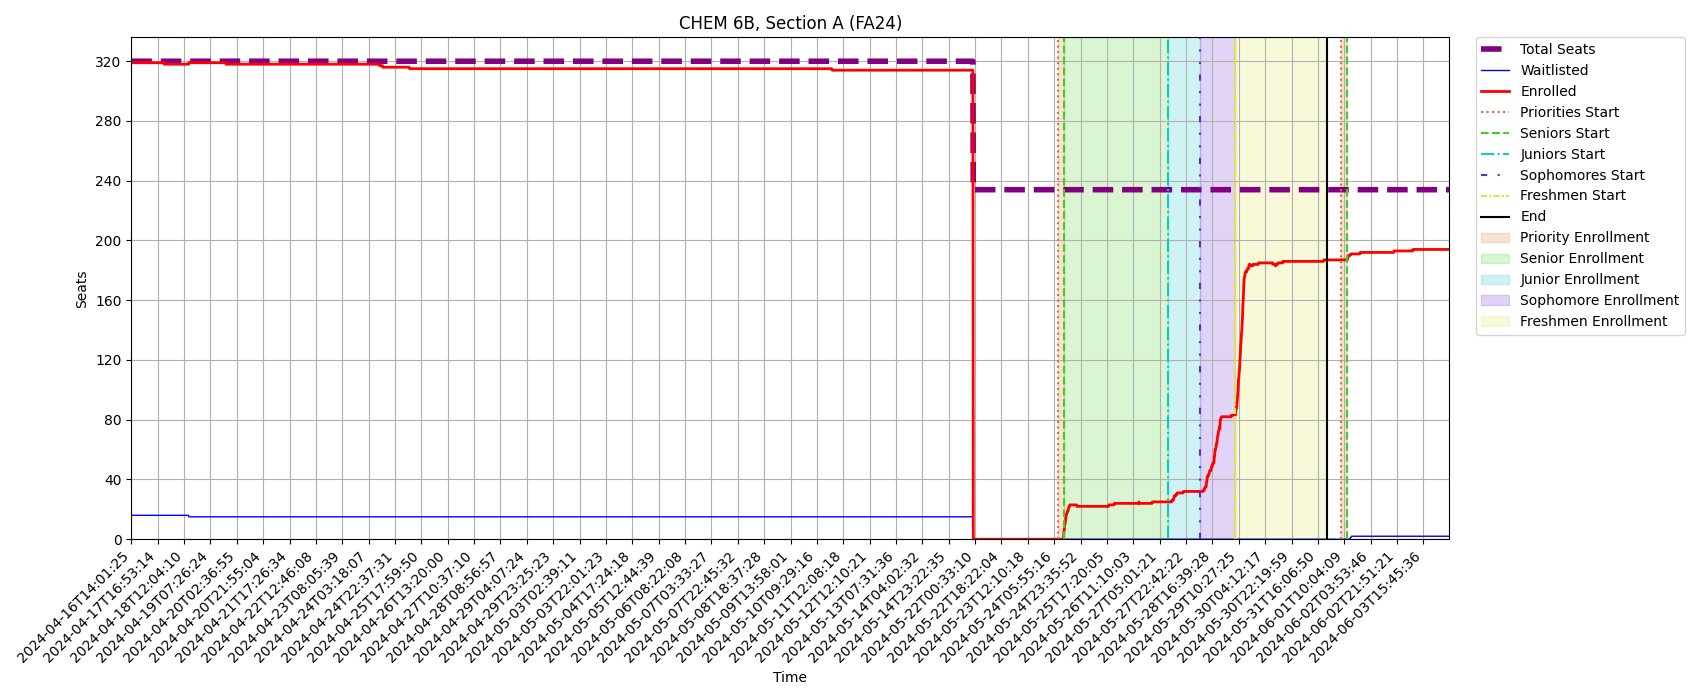 CHEM 6B, Section A (FA24)
Seats
320
280
240
200
160
120
80
40
0
2024-04-16T14:01:25
2024-04-17T16:53:14
2024-04-18T12:04:10
2024-04-19T07:26:24
2024-04-20T02:36:55
2024-04-20T21:55:04
2024-04-21T17:26:34
2024-04-22T12:46:08
2024-04-23T08:05:39
2024-04-24T03:18:07
2024-04-24T22:37:31
2024-04-25T17:59:50
2024-04-26T13:20:00
2024-04-27T10:37:10
2024-04-28T08:56:57
2024-04-29T04:07:24
2024-04-29T23:25:23
2024-05-03T02:39:11
2024-05-03T22:01:23
2024-05-04T17:24:18
2024-05-05T12:44:39
2024-05-06T08:22:08
2024-05-07T03:33:27
2024-05-07T22:45:32
2024-05-08T18:37:28
2024-05-09T13:58:01
2024-05-10T09:29:16
2024-05-11T12:08:18
2024-05-12T12:10:21
2024-05-13T07:31:36
2024-05-14T04:02:32
2024-05-14T23:22:35
2024-05-22T00:33:10
2024-05-22T18:22:04
2024-05-23T12:10:18
2024-05-24T05:55:16
2024-05-24T23:35:52
2024-05-25T17:20:05
2024-05-26T11:10:03
2024-05-27T05:01:21
2024-05-27T22:42:22
2024-05-28T16:39:28
2024-05-29T10:27:25
2024-05-30T04:12:17
2024-05-30T22:19:59
2024-05-31T16:06:50
2024-06-01T10:04:09
2024-06-02T03:53:46
2024-06-02T21:51:21
2024-06-03T15:45:36
Time
Total Seats
Waitlisted
Enrolled
Priorities Start
Seniors Start
Juniors Start
Sophomores Start
Freshmen Start
End
Priority Enrollment
Senior Enrollment
Junior Enrollment
Sophomore Enrollment
Freshmen Enrollment